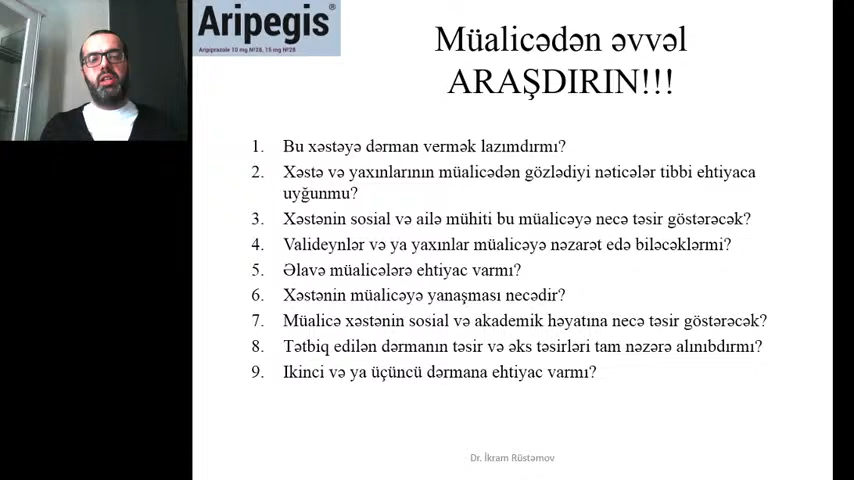 Aripegis®
Aripiprazole 10 mg №28, 15 mg №28
Müalicədən əvvəl
ARAŞDIRIN!!!
1. Bu xəstəyə dərman vermək lazımdırmı?
2. Xəstə və yaxınlarının müalicədən gözlədiyi nəticələr tibbi ehtiyaca
uyğunmu?
3. Xəstənin sosial və ailə mühiti bu müalicəyə necə təsir göstərəcək?
4. Valideynlər və ya yaxınlar müalicəyə nəzarət edə biləcəklərmi?
5. Əlavə müalicələrə ehtiyac varmı?
6. Xəstənin müalicəyə yanaşması necədir?
7. Müalicə xəstənin sosial və akademik həyatına necə təsir göstərəcək?
8. Tətbiq edilən dərmanın təsir və əks təsirləri tam nəzərə alınıbdırmı?
9. Ikinci və ya üçüncü dərmana ehtiyac varmı?
Dr. İkram Rüstəmov